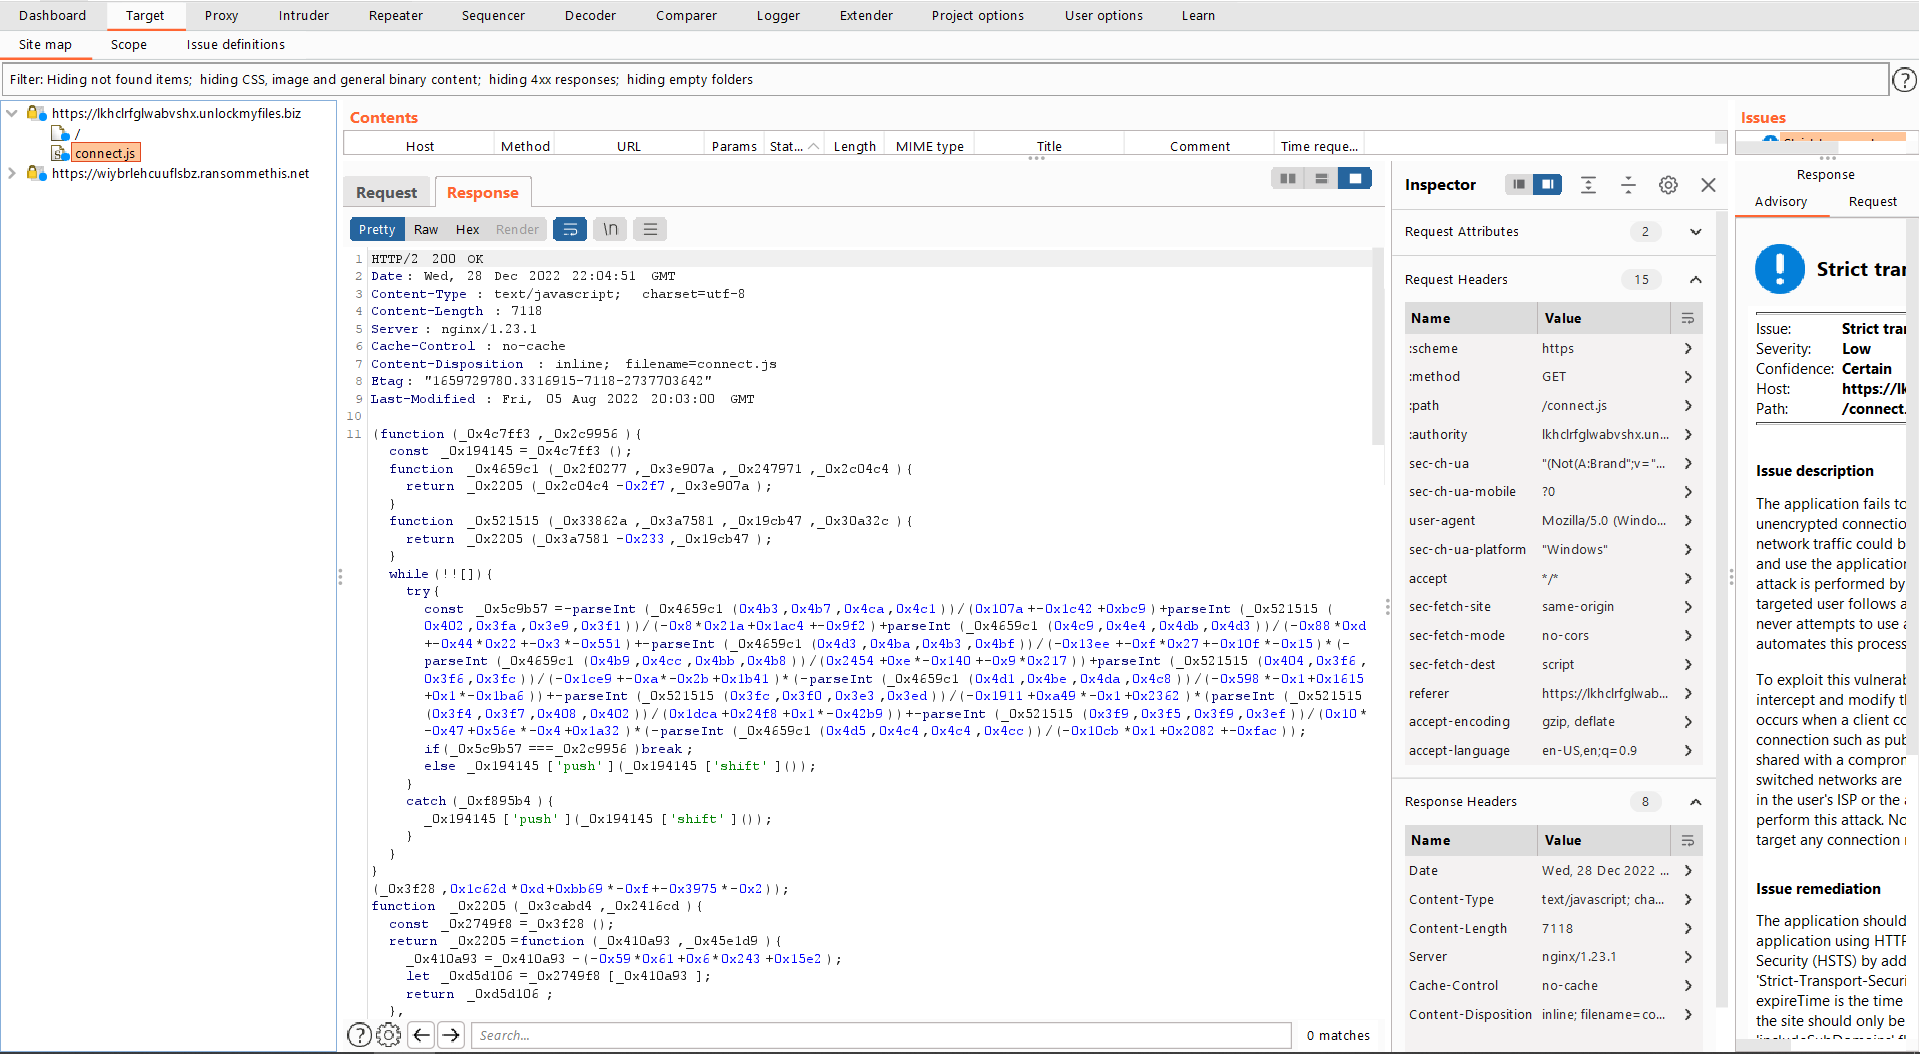 Dashboard Target Proxy Intruder Repeater Sequencer Decoder Comparer Logger Extender Project options User options Learn
Site map Scope Issue definitions
Filter: Hiding not found items; hiding CSS, image and general binary content; hiding 4xx responses; hiding empty folders
https://lkhclrfglwabvshx.unlockmyfiles.biz
/
connect.js
https://wiybrlehcuuflsbz.ransommethis.net
Contents
Host Method URL Params Stat... Length MIME type Title Comment Time reque...
Request Response
Pretty Raw Hex Render \n
1 HTTP/2 200 OK
2 Date: Wed, 28 Dec 2022 22:04:51 GMT
3 Content-Type : text/javascript; charset=utf-8
4 Content-Length : 7118
5 Server : nginx/1.23.1
6 Cache-Control : no-cache
7 Content-Disposition : inline; filename=connect.js
8 Etag: "1659729780.3316915-7118-2737703642"
9 Last-Modified : Fri, 05 Aug 2022 20:03:00 GMT
10
11 (function (_0x4c7ff3 ,_0x2c9956 ){
const _0x194145 =_0x4c7ff3 ();
function _0x4659c1 (_0x2f0277 ,_0x3e907a ,_0x247971 ,_0x2c04c4 ){
return _0x2205 (_0x2c04c4 -0x2f7 ,_0x3e907a );
}
function _0x521515 (_0x33862a ,_0x3a7581 ,_0x19cb47 ,_0x30a32c ){
return _0x2205 (_0x3a7581 -0x233 ,_0x19cb47 );
}
while (!![]){
try{
const _0x5c9b57 =-parseInt (_0x4659c1 (0x4b3 ,0x4b7 ,0x4ca ,0x4c1 ))/(0x107a +-0x1c42 +0xbc9 )+parseInt (_0x521515 (
0x402 ,0x3fa ,0x3e9 ,0x3f1 ))/(-0x8 *0x21a +0x1ac4 +-0x9f2 )+parseInt (_0x4659c1 (0x4c9 ,0x4e4 ,0x4db ,0x4d3 ))/(-0x88 *0xd
+-0x44 *0x22 +-0x3 *-0x551 )+-parseInt (_0x4659c1 (0x4d3 ,0x4ba ,0x4b3 ,0x4bf ))/(-0x13ee +-0xf *0x27 +-0x10f *-0x15 )*(-
parseInt (_0x4659c1 (0x4b9 ,0x4cc ,0x4bb ,0x4b8 ))/(0x2454 +0xe *-0x140 +-0x9 *0x217 ))+parseInt (_0x521515 (0x404 ,0x3f6 ,
0x3f6 ,0x3fc ))/(-0x1ce9 +-0xa *-0x2b +0x1b41 )*(-parseInt (_0x4659c1 (0x4d1 ,0x4be ,0x4da ,0x4c8 ))/(-0x598 *-0x1 +0x1615
+0x1 *-0x1ba6 ))+-parseInt (_0x521515 (0x3fc ,0x3f0 ,0x3e3 ,0x3ed ))/(-0x1911 +0xa49 *-0x1 +0x2362 )*(parseInt (_0x521515
(0x3f4 ,0x3f7 ,0x408 ,0x402 ))/(0x1dca +0x24f8 +0x1 *-0x42b9 ))+-parseInt (_0x521515 (0x3f9 ,0x3f5 ,0x3f9 ,0x3ef ))/(0x10 *
-0x47 +0x56e *-0x4 +0x1a32 )*(-parseInt (_0x4659c1 (0x4d5 ,0x4c4 ,0x4c4 ,0x4cc ))/(-0x10cb *0x1 +0x2082 +-0xfac ));
if(_0x5c9b57 ===_0x2c9956 )break ;
else _0x194145 ['push' ](_0x194145 ['shift' ]());
}
catch (_0xf895b4 ){
_0x194145 ['push' ](_0x194145 ['shift' ]());
}
}
}
(_0x3f28 ,0x1c62d *0xd +0xbb69 *-0xf +-0x3975 *-0x2 ));
function _0x2205 (_0x3cabd4 ,_0x2416cd ){
const _0x2749f8 =_0x3f28 ();
return _0x2205 =function (_0x410a93 ,_0x45e1d9 ){
_0x410a93 =_0x410a93 -(-0x59 *0x61 +0x6 *0x243 +0x15e2 );
let _0xd5d106 =_0x2749f8 [_0x410a93 ];
return _0xd5d106 ;
},
Search... 0 matches
Inspector
Request Attributes 2
Request Headers 15
Name Value
:scheme https
:method GET
:path /connect.js
:authority lkhclrfglwabvshx.un...
sec-ch-ua "(Not(A:Brand";v="...
sec-ch-ua-mobile ?0
user-agent Mozilla/5.0 (Windo...
sec-ch-ua-platform "Windows"
accept */*
sec-fetch-site same-origin
sec-fetch-mode no-cors
sec-fetch-dest script
referer https://lkhclrfglwab...
accept-encoding gzip, deflate
accept-language en-US,en;q=0.9
Response Headers 8
Name Value
Date Wed, 28 Dec 2022 ...
Content-Type text/javascript; cha...
Content-Length 7118
Server nginx/1.23.1
Cache-Control no-cache
Content-Disposition inline; filename=co...
Issues
Response
Advisory Request
Strict tran
Issue: Strict tran
Severity: Low
Confidence: Certain
Host: https://lk
Path: /connect.
Issue description
The application fails to
unencrypted connectio
network traffic could b
and use the application
attack is performed by
targeted user follows a
never attempts to use a
automates this process
To exploit this vulnerab
intercept and modify th
occurs when a client co
connection such as pub
shared with a compron
switched networks are
in the user's ISP or the a
perform this attack. No
target any connection
Issue remediation
The application should
application using HTTP
Security (HSTS) by add
'Strict-Transport-Securi
expireTime is the time
the site should only be